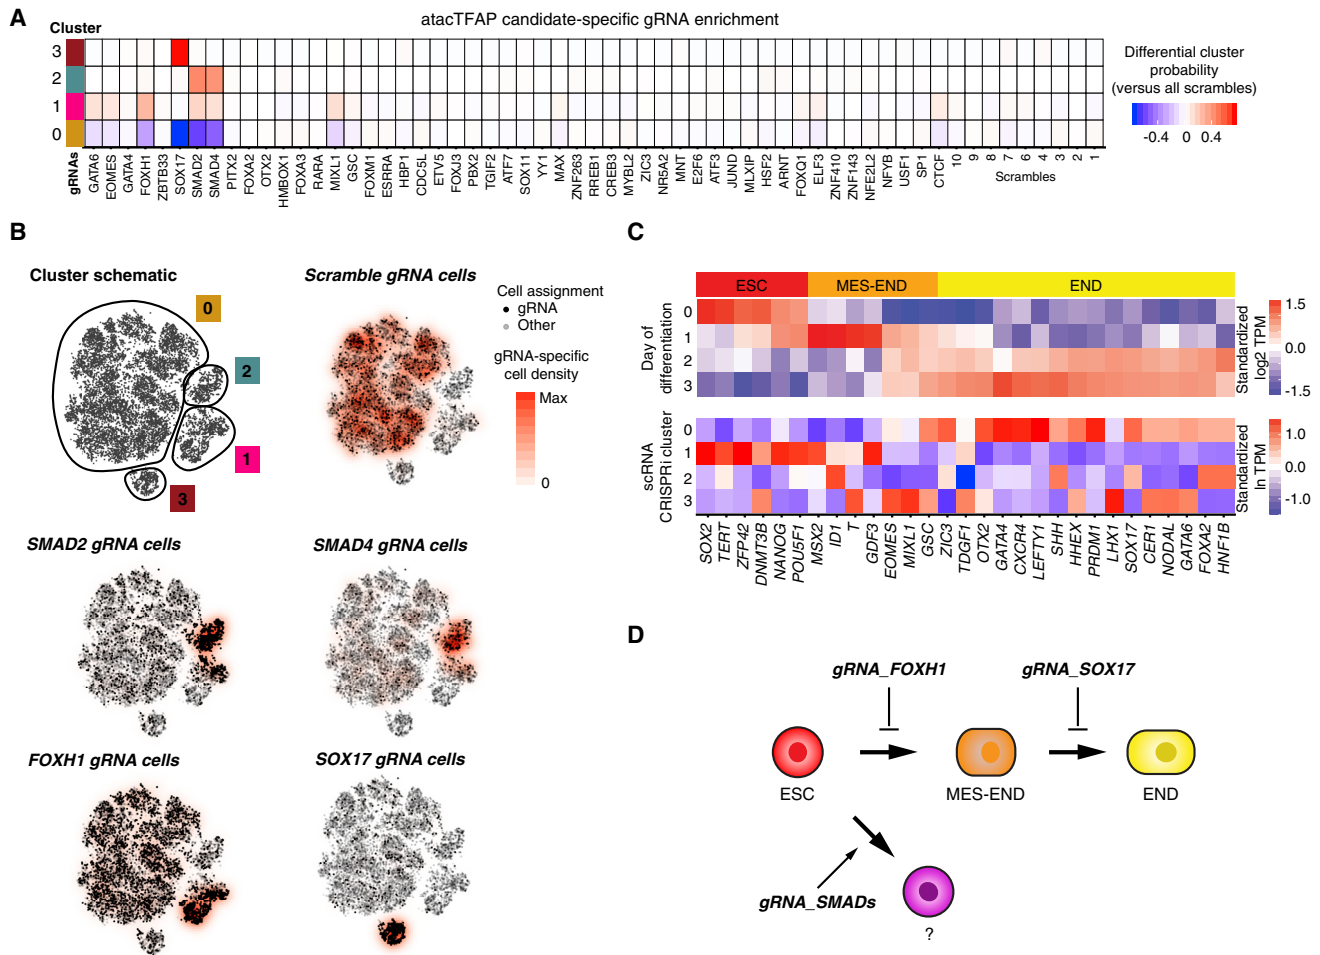 A
atacTFAP candidate-specific gRNA enrichment
Cluster
3
2
1
0
gRNAs
GATA6
EOMES
GATA4
FOXH1
ZBTB33
SOX17
SMAD2
SMAD4
PITX2
FOXA2
OTX2
HMBOX1
FOXA3
RARA
MIXL1
GSC
FOXM1
ESRRA
HBP1
CDC5L
ETV5
FOXJ3
PBX2
TGIF2
ATF7
SOX11
YY1
MAX
ZNF263
RREB1
CREB3
MYBL2
ZIC3
NR5A2
MNT
E2F6
ATF3
JUND
MLXIP
HSF2
ARNT
FOXQ1
ELF3
ZNF410
ZNF143
NFE2L2
NFYB
USF1
SP1
CTCF
10
9
8
7
6
4
3
2
1
Scrambles
Differential cluster
probability
(versus all scrambles)
-0.4 0 0.4
B
Cluster schematic
0
2
1
3
Scramble gRNA cells
Cell assignment
gRNA
Other
gRNA-specific
cell density
Max
0
SMAD2 gRNA cells
SMAD4 gRNA cells
FOXH1 gRNA cells
SOX17 gRNA cells
C
ESC MES-END END
Day of
differentiation
0
1
2
3
Standardized
log2 TPM
1.5
0.0
-1.5
scRNA
CRISPRi cluster
0
1
2
3
Standardized
ln TPM
1.0
0.0
-1.0
SOX2
TERT
ZFP42
DNMT3B
NANOG
POU5F1
MSX2
ID1
T
GDF3
EOMES
MIXL1
GSC
ZIC3
TDGF1
OTX2
GATA4
CXCR4
LEFTY1
SHH
HHEX
PRDM1
LHX1
SOX17
CER1
NODAL
GATA6
FOXA2
HNF1B
D
gRNA_FOXH1 gRNA_SOX17
ESC MES-END END
gRNA_SMADs
?